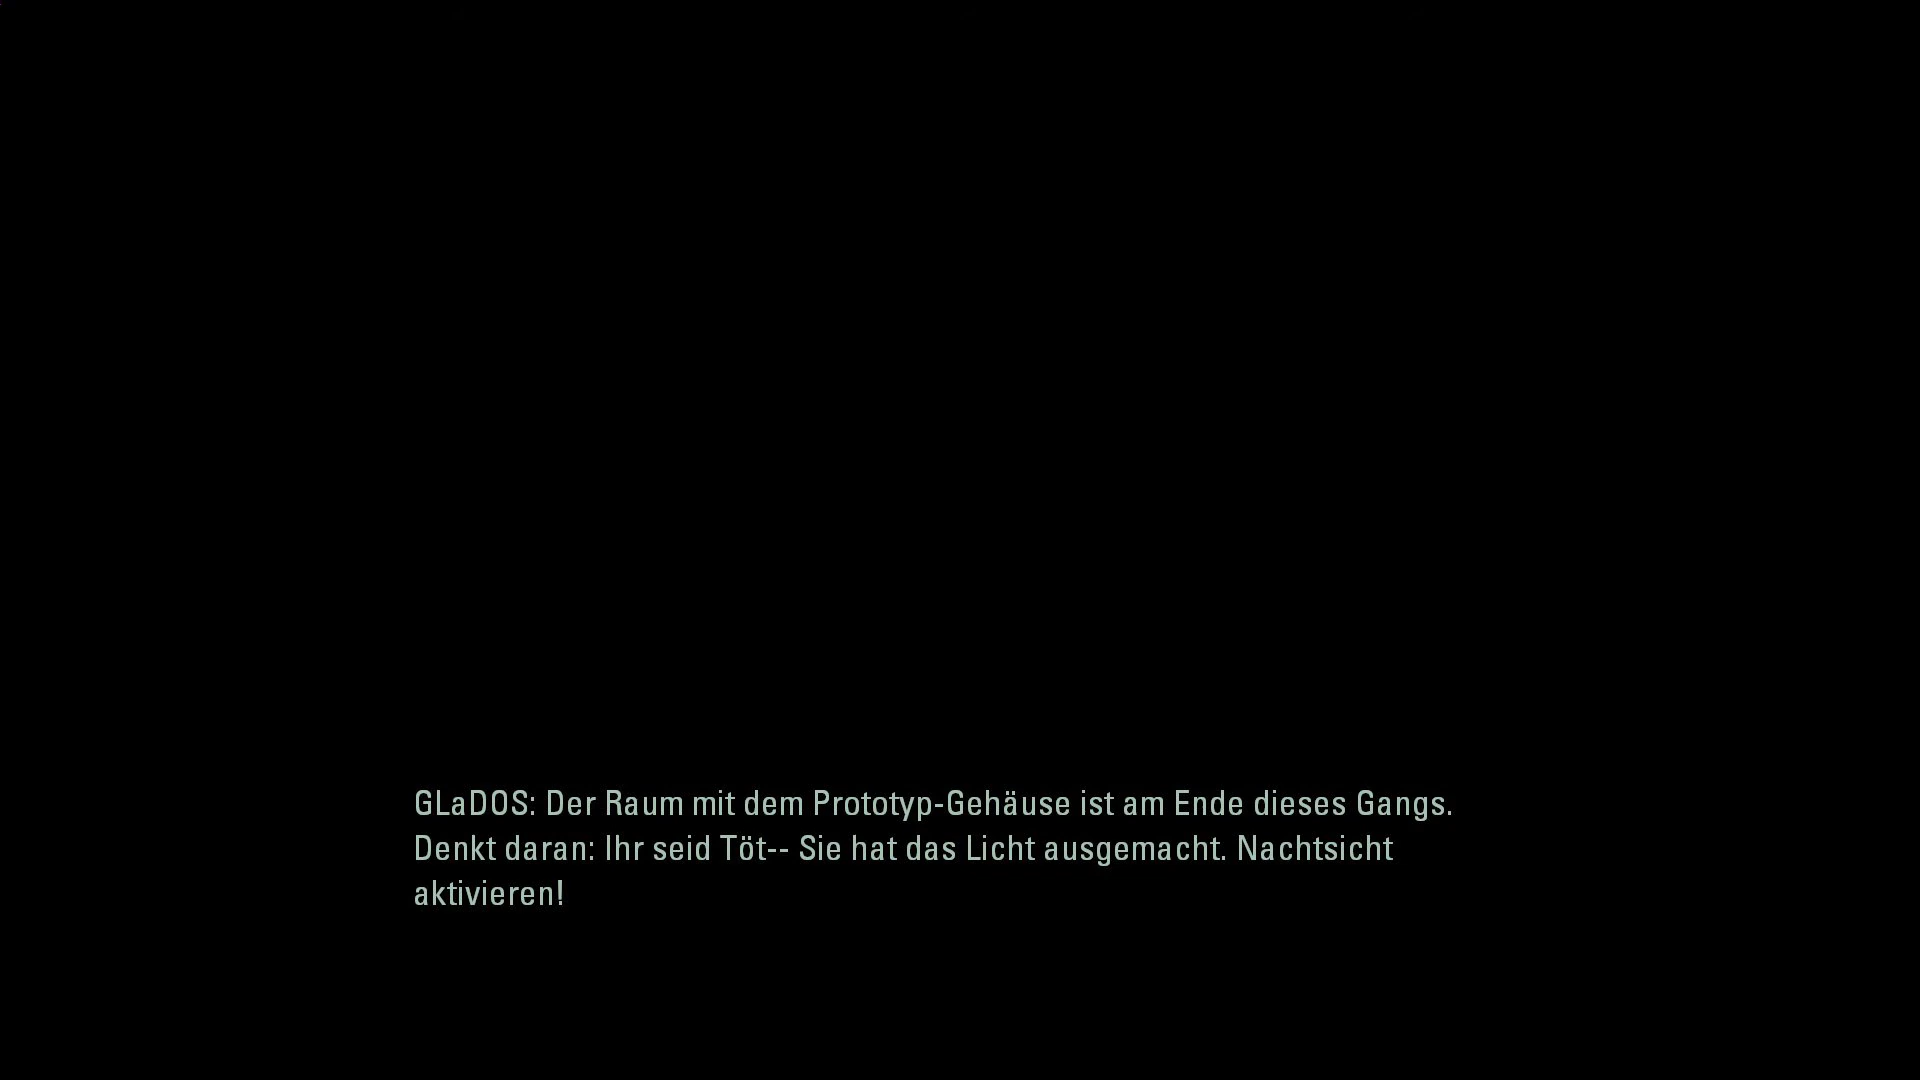 GLaDOS: Der Raum mit dem Prototyp-Gehäuse ist am Ende dieses Gangs.
Denkt daran: Ihr seid Töt-- Sie hat das Licht ausgemacht. Nachtsicht
aktivieren!